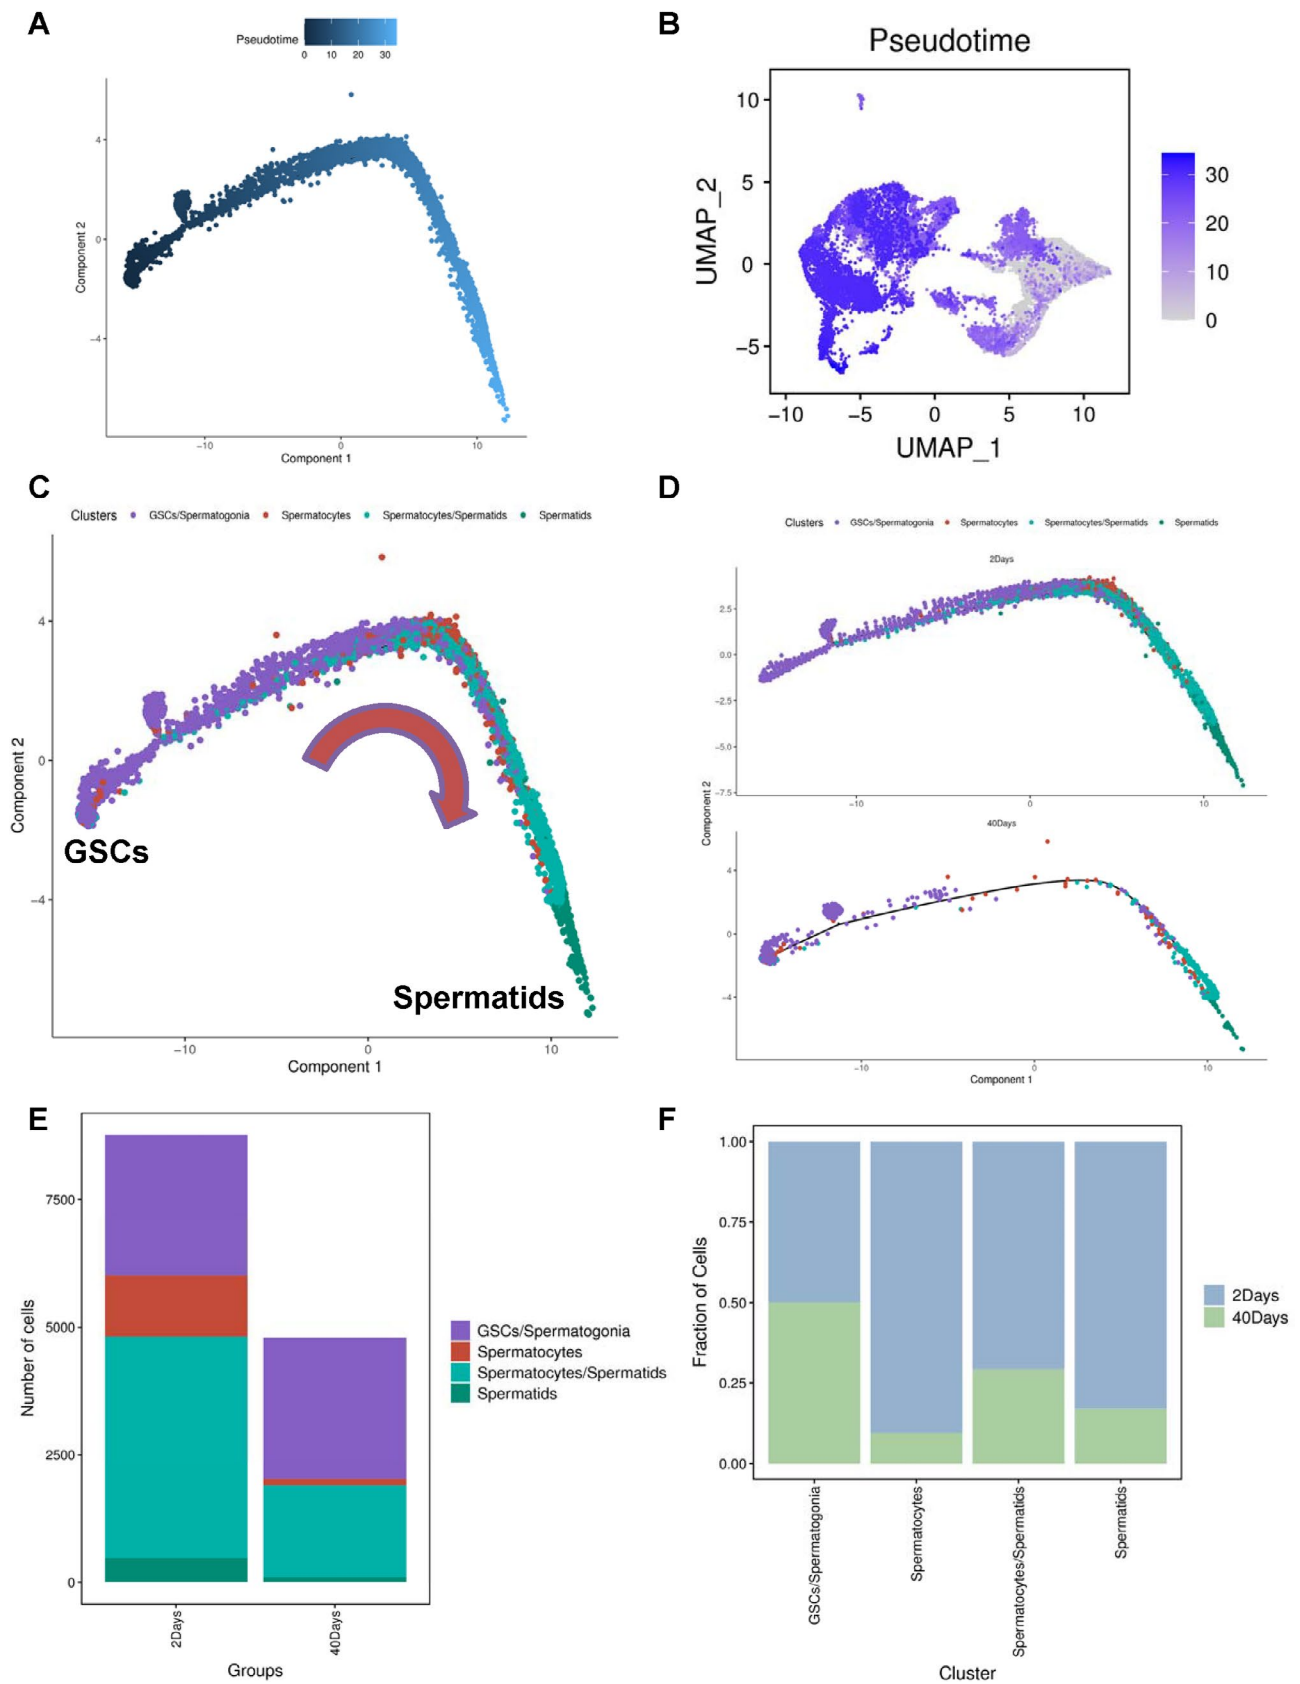 A
Pseudotime
0 10 20 30
4
0
−4
−10 0 10
Component 1
Component 2
B
Pseudotime
10
5
0
−5
−10 −5 0 5 10
UMAP_1
UMAP_2
30
20
10
0
C
Clusters GSCs/Spermatogonia Spermatocytes Spermatocytes/Spermatids Spermatids
4
0
−4
−10 0 10
Component 1
Component 2
GSCs
Spermatids
D
Clusters GSCs/Spermatogonia Spermatocytes Spermatocytes/Spermatids Spermatids
2Days
2.5
0.0
−2.5
−5.0
−7.5
−10 0 10
Component 2
40Days
4
0
−4
−10 0 10
Component 1
E
7500
5000
2500
0
Number of cells
2Days
40Days
Groups
GSCs/Spermatogonia
Spermatocytes
Spermatocytes/Spermatids
Spermatids
F
1.00
0.75
0.50
0.25
0.00
Fraction of Cells
GSCs/Spermatogonia
Spermatocytes
Spermatocytes/Spermatids
Spermatids
Cluster
2Days
40Days